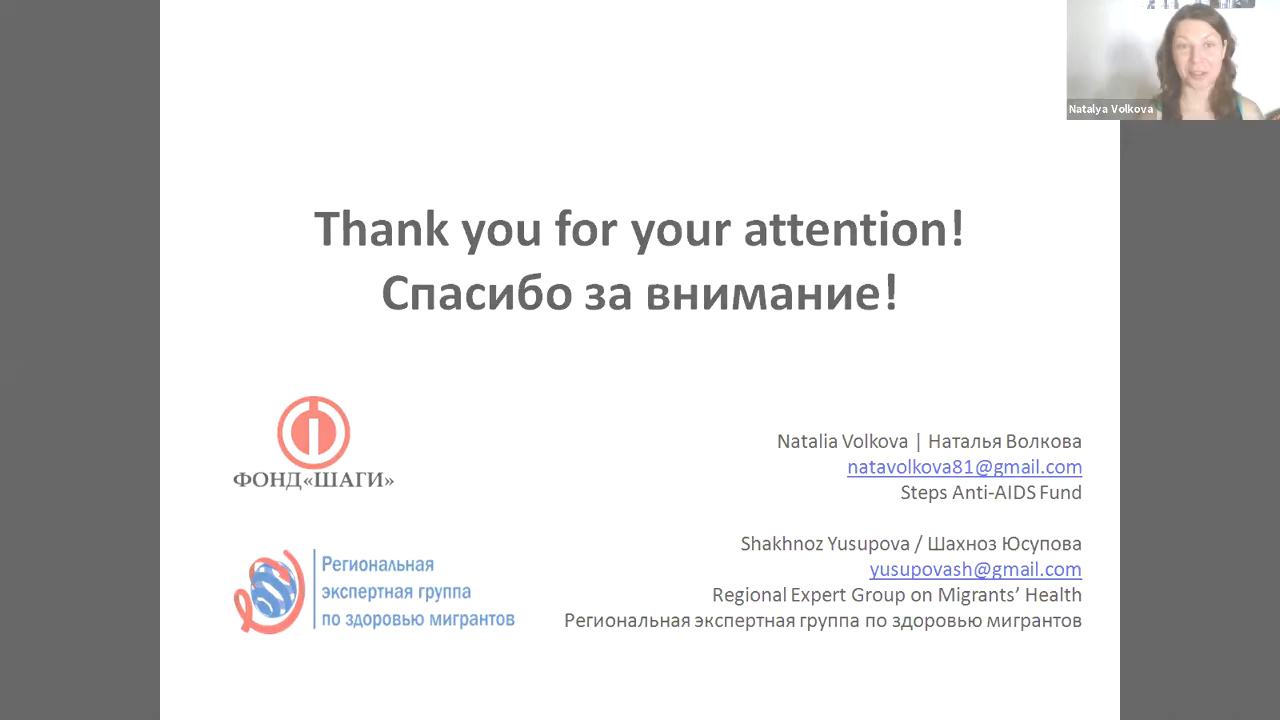 Natalya Volkova
Thank you for your attention!
Спасибо за внимание!
ФОНД«ШАГИ»
Региональная
экспертная группа
по здоровью мигрантов
Natalia Volkova | Наталья Волкова
natavolkova81@gmail.com
Steps Anti-AIDS Fund
Shakhnoz Yusupova / Шахноз Юсупова
yusupovash@gmail.com
Regional Expert Group on Migrants’ Health
Региональная экспертная группа по здоровью мигрантов